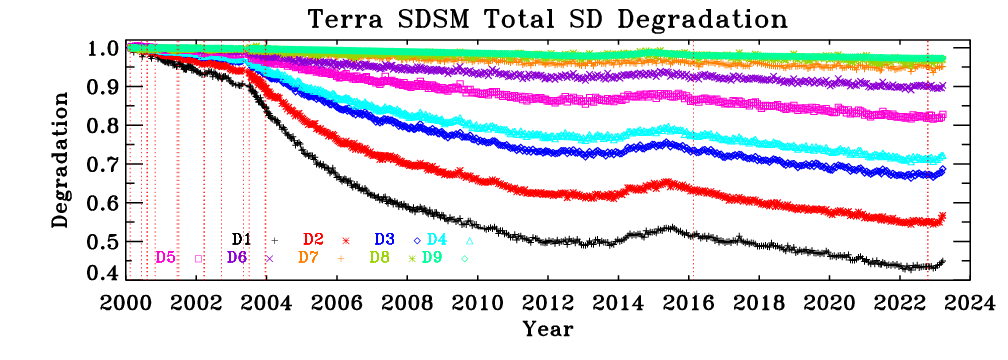 Terra SDSM Total SD Degradation
1.0
0.9
0.8
0.7
0.6
0.5
0.4
Degradation
D1 D2 D3 D4
D5 D6 D7 D8 D9
2000 2002 2004 2006 2008 2010 2012 2014 2016 2018 2020 2022 2024
Year